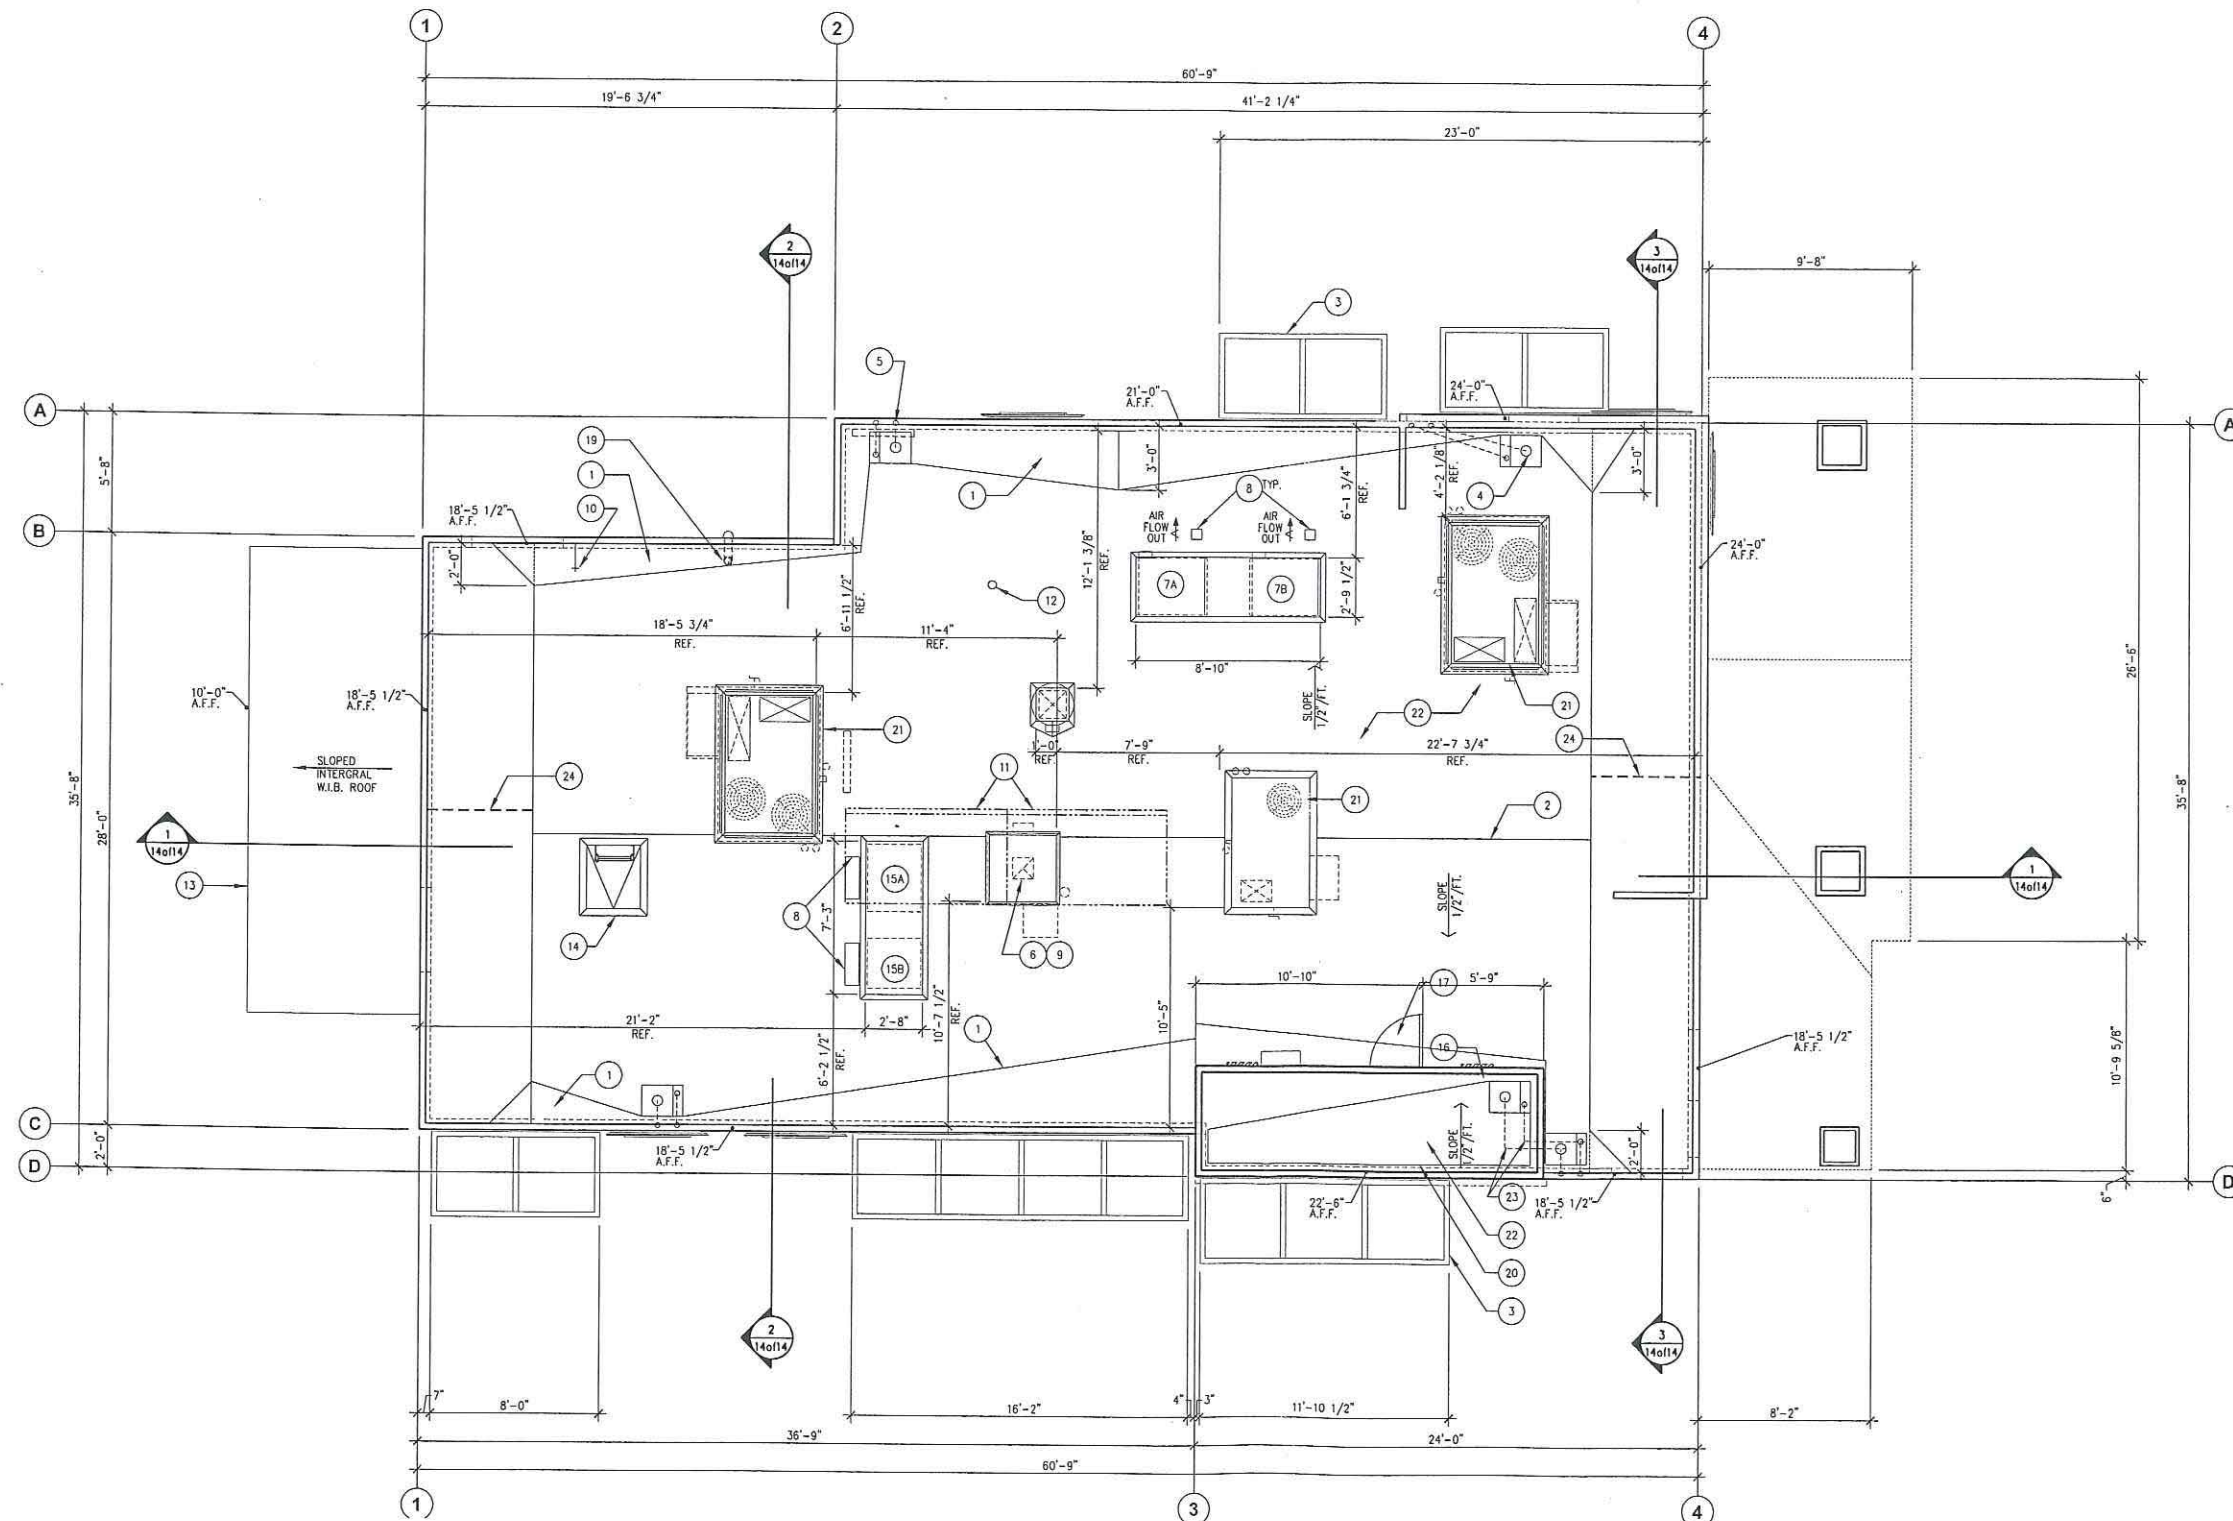 1
2
4
60'-9"
19'-6 3/4"
41'-2 1/4"
23'-0"
2
14of14
3
14of14
9'-8"
3
5
21'-0"
A.F.F.
24'-0"
A.F.F.
A
A
19
1
10
18'-5 1/2"
A.F.F.
5'-8"
B
2'-0"
1
3'-0"
8
TYP.
4'-2 1/8"
REF.
4
3'-0"
6'-1 3/4"
REF.
AIR
FLOW
OUT
AIR
FLOW
OUT
12'-1 3/8"
REF.
24'-0"
A.F.F.
7A
7B
2'-9 1/2"
12
6'-11 1/2"
REF.
18'-5 3/4"
REF.
11'-4"
REF.
8'-10"
26'-6"
10'-0"
A.F.F.
18'-5 1/2"
A.F.F.
SLOPE
1/2"/FT.
22
21
21
24
1'-0"
REF.
7'-9"
REF.
22'-7 3/4"
REF.
SLOPED
INTERGRAL
W.I.B. ROOF
24
11
21
2
35'-8"
28'-0"
35'-8"
1
14of14
13
15A
8
7'-3"
14
15B
6
9
SLOPE
1/2"/FT.
1
14of14
10'-10"
17
5'-9"
21'-2"
REF.
2'-8"
10'-7 1/2"
REF.
1
10'-5"
6'-2 1/2"
REF.
16
18'-5 1/2"
A.F.F.
10'-9 5/8"
1
C
2'-0"
D
18'-5 1/2"
A.F.F.
SLOPE
1/2"/FT.
2'-0"
22'-6"
A.F.F.
23
18'-5 1/2"
A.F.F.
6"
D
22
20
3
2
14of14
3
14of14
7"
8'-0"
16'-2"
4"
3"
11'-10 1/2"
8'-2"
36'-9"
24'-0"
60'-9"
1
3
4